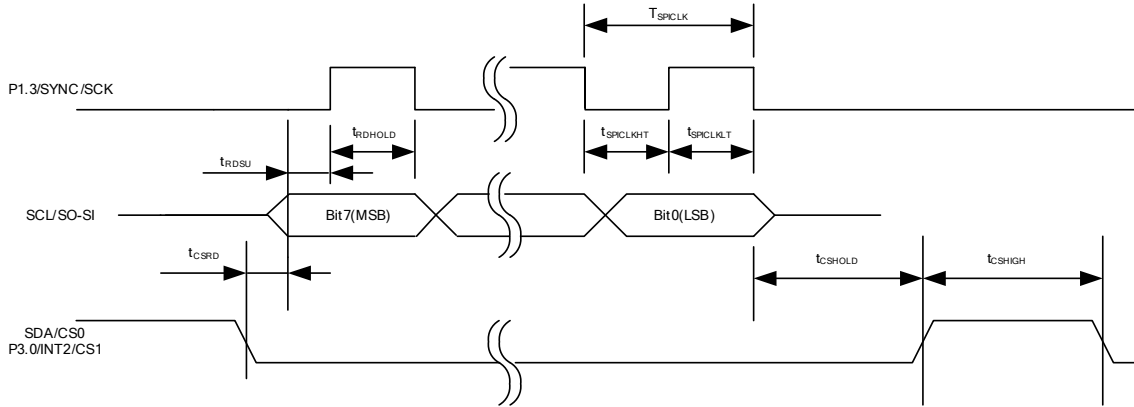 T SPICLK
P1.3/SYNC/SCK
tRDHOLD
tSPICLKHT
tSPICLKLT
tRDSU
SCL/SO-SI
Bit7(MSB)
Bit0(LSB)
tCSRD
tCSHOLD
tCSHIGH
SDA/CS0
P3.0/INT2/CS1